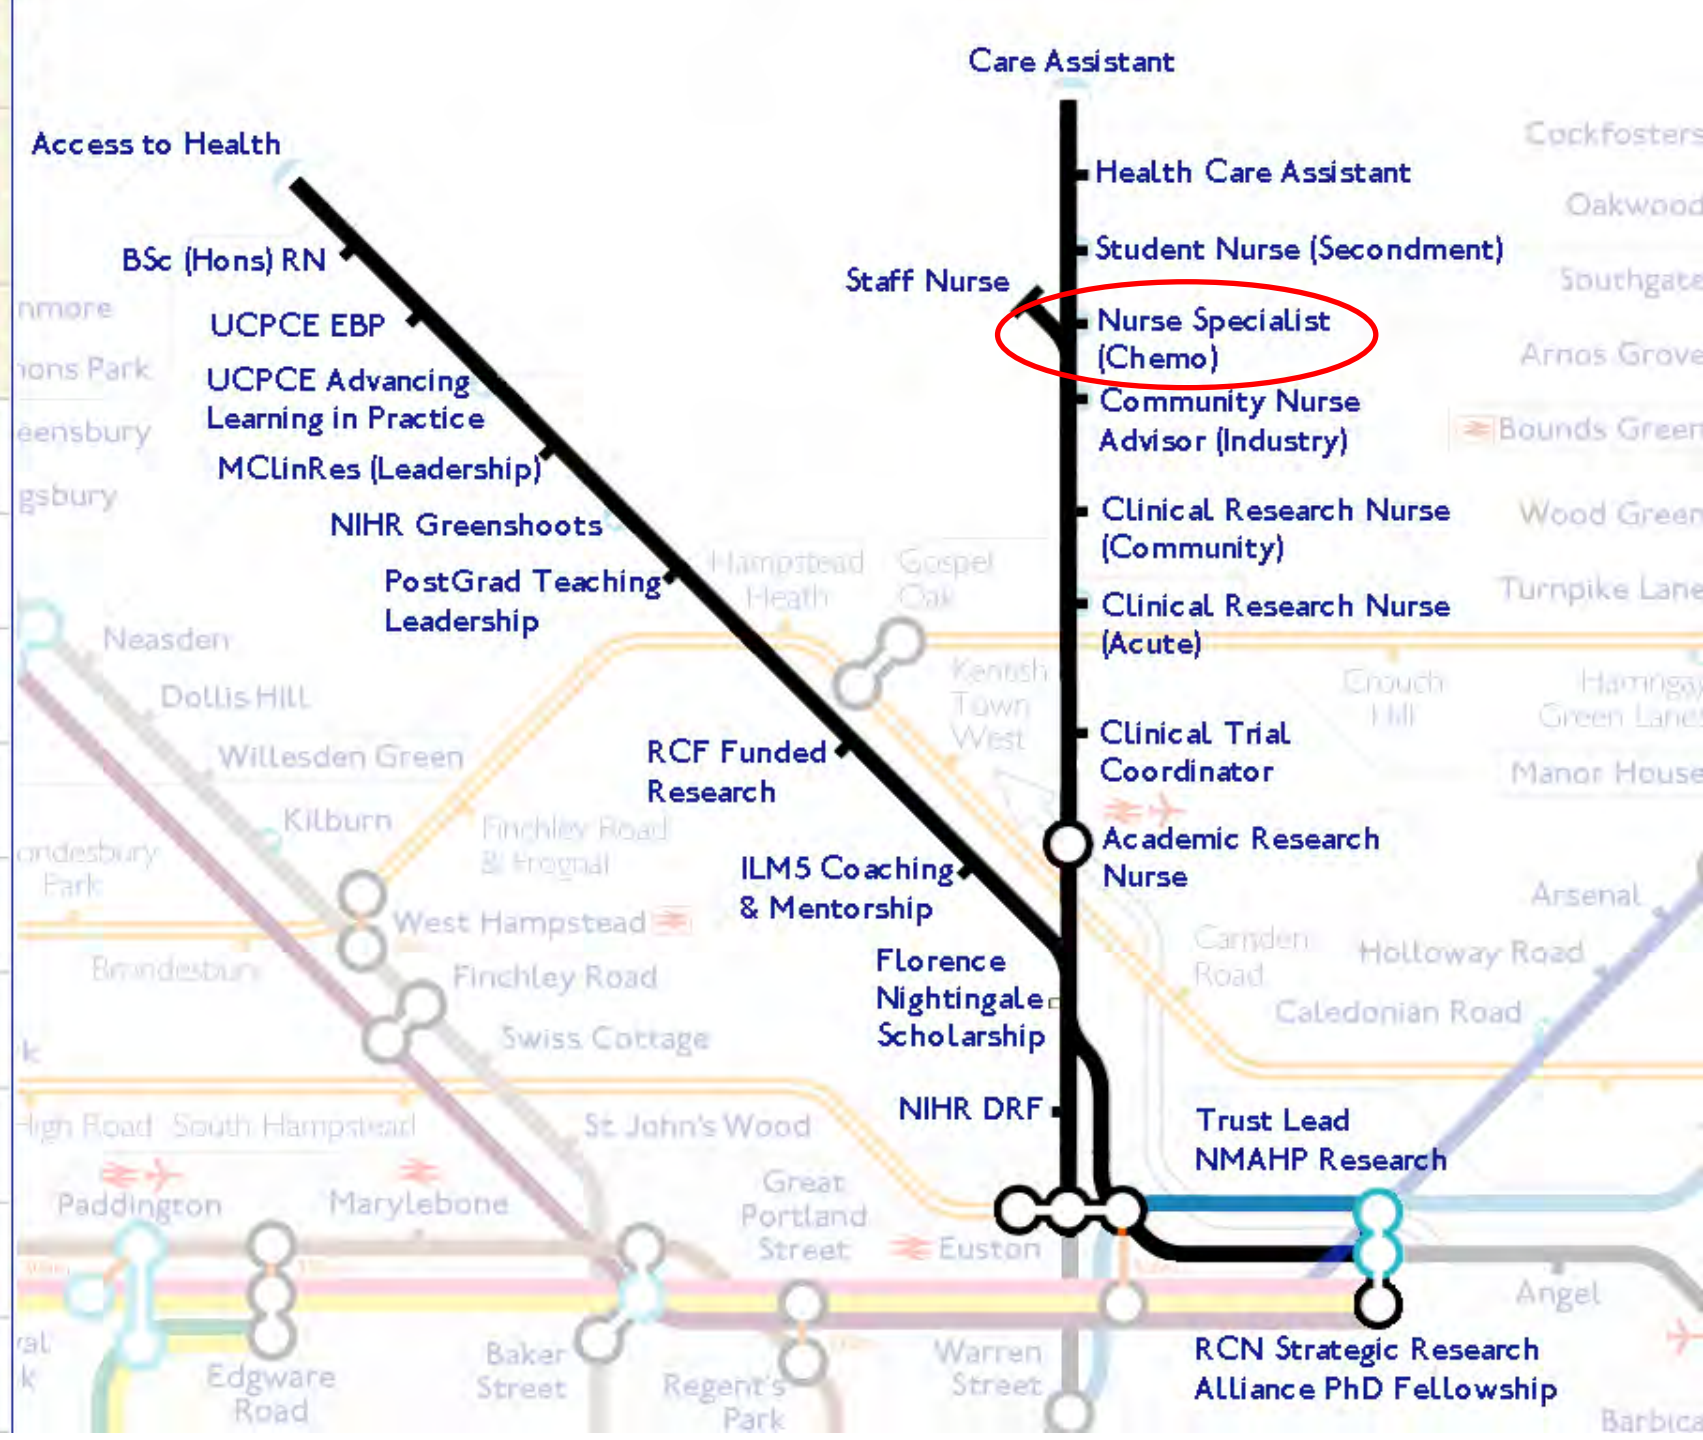 Care Assistant
Access to Health
Health Care Assistant
Student Nurse (Secondment)
Staff Nurse
Nurse Specialist
(Chemo)
Community Nurse
Advisor (Industry)
Clinical Research Nurse
(Community)
Clinical Research Nurse
(Acute)
Clinical Trial
Coordinator
Academic Research
Nurse
BSc (Hons) RN
UCPCE EBP
UCPCE Advancing
Learning in Practice
MClinRes (Leadership)
NIHR Greenshoots
PostGrad Teaching
Leadership
RCF Funded
Research
ILM5 Coaching
& Mentorship
Florence
Nightingale
Scholarship
NIHR DRF
Trust Lead
NMAHP Research
RCN Strategic Research
Alliance PhD Fellowship
Cockfosters
Oakwood
Southgate
Arnos Grove
Bounds Green
Wood Green
Turnpike Lane
Manor House
Arsenal
Holloway Road
Caledonian Road
Crouch
Hill
Green Lanes
Camden
Road
Hampstead
Heath
Gospel
Oak
Kentish
Town
West
nmore
ons Park
eensbury
gsbury
Neasden
Dollis Hill
Willesden Green
Kilburn
Finchley Road
& Frognal
ondesbury
Park
West Hampstead
Brondesbury
Finchley Road
Swiss Cottage
k
High Road
South Hampstead
St. John's Wood
Paddington
Marylebone
Great
Portland
Street
Euston
Angel
Edgware
Road
Baker
Street
Regent's
Park
Warren
Street
Barbica